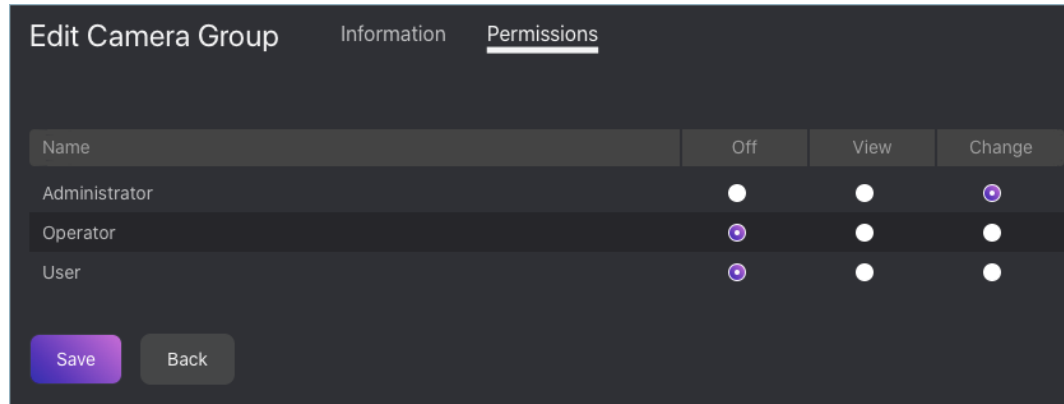 Edit Camera Group Information Permissions
Name Off View Change
Administrator
Operator
User
Save Back